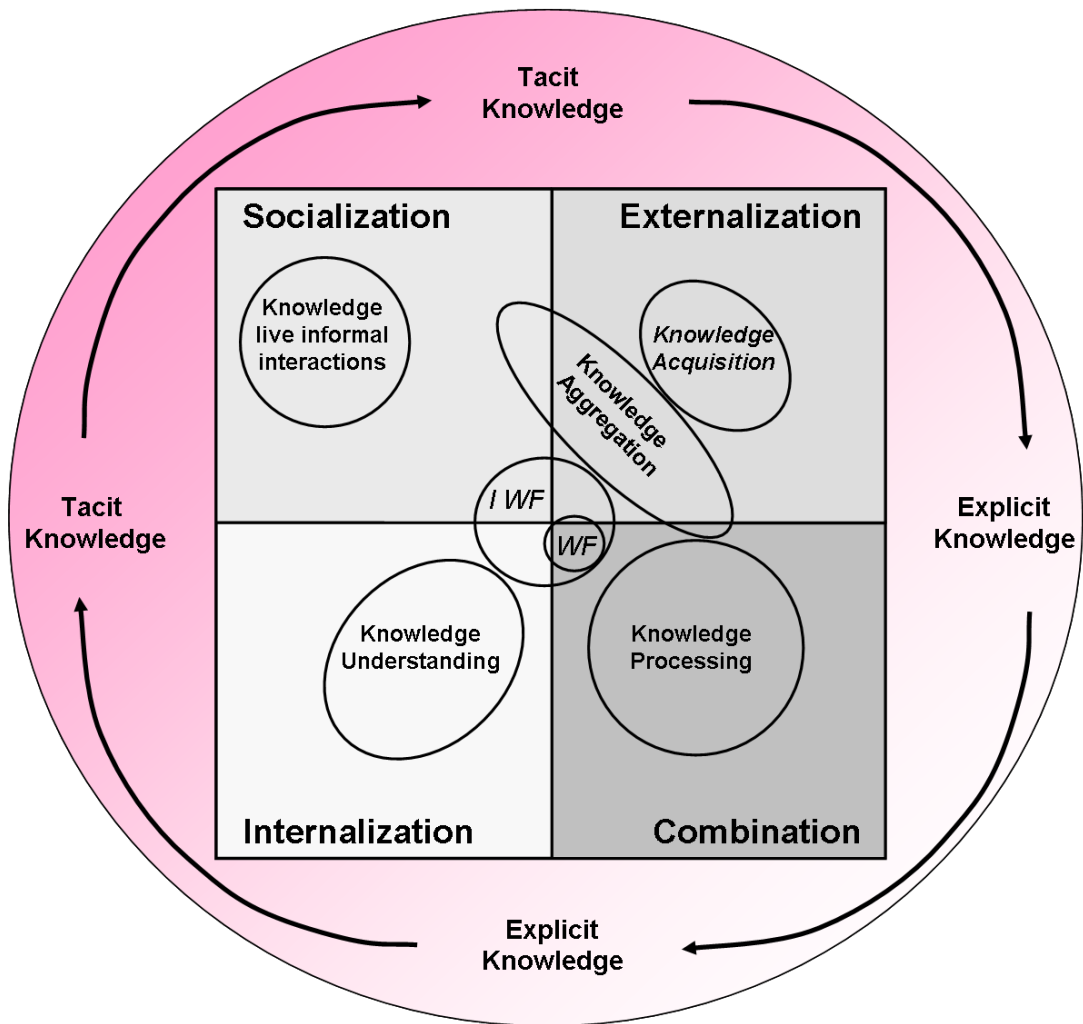 Tacit
Knowledge
Socialization
Externalization
Knowledge
live informal
interactions
Knowledge
Acquisition
Knowledge
Aggregation
I WF
WF
Tacit
Knowledge
Explicit
Knowledge
Knowledge
Understanding
Knowledge
Processing
Internalization
Combination
Explicit
Knowledge